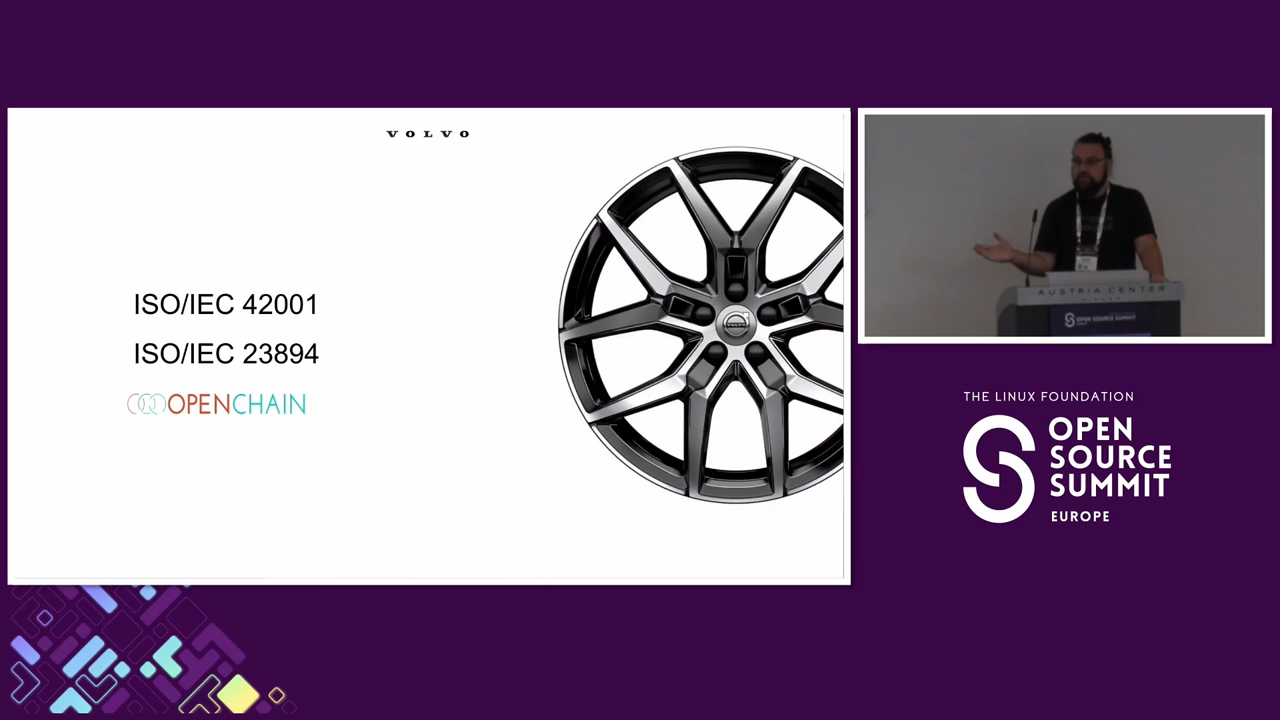 VOLVO
ISO/IEC 42001
ISO/IEC 23894
OPENCHAIN
VOLVO
AUSTRIA CENTER
OPEN SOURCE SUMMIT
THE LINUX FOUNDATION
OPEN
SOURCE
SUMMIT
EUROPE